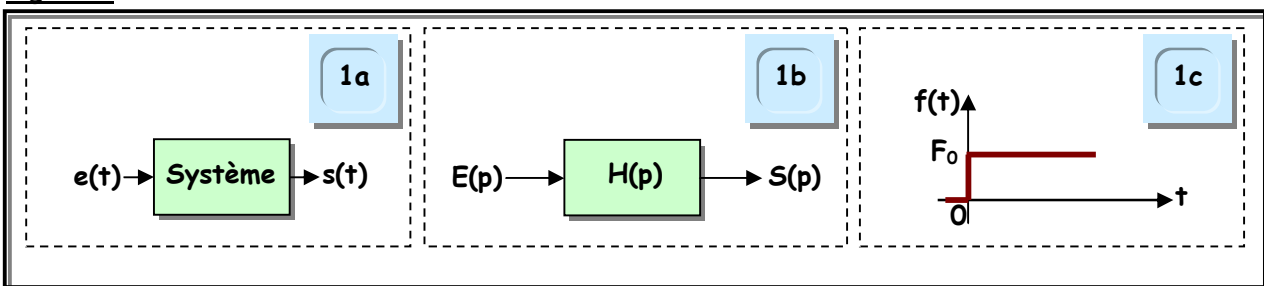 1a
e(t) Système s(t)
1b
E(p) H(p) S(p)
1c
f(t)
F₀
t
0